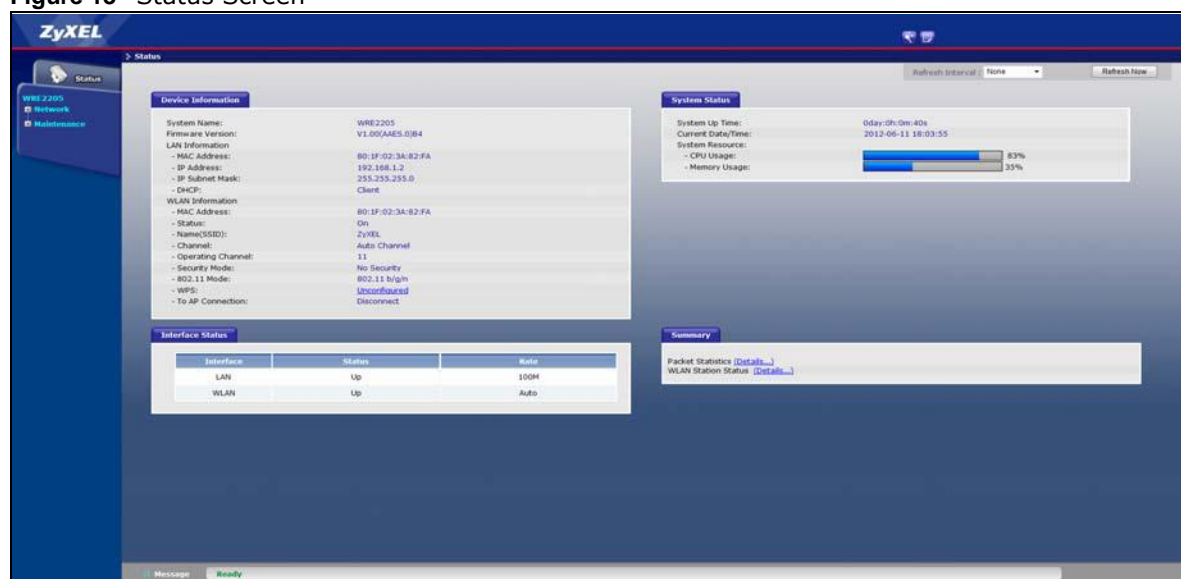 Figure 18 Status Screen
ZyXEL
> Status
Status
Refresh Interval : None
Refresh Now
WRE2205
Network
Maintenance
Device Information
System Name: WRE2205
Firmware Version: V1.00(AAES.0)B4
LAN Information
- MAC Address: 80:1F:02:3A:82:FA
- IP Address: 192.168.1.2
- IP Subnet Mask: 255.255.255.0
- DHCP: Client
WLAN Information
- MAC Address: 80:1F:02:3A:82:FA
- Status: On
- Name(SSID): ZyXEL
- Channel: Auto Channel
- Operating Channel: 11
- Security Mode: No Security
- 802.11 Mode: 802.11 b/g/n
- WPS: Unconfigured
- To AP Connection: Disconnect
System Status
System Up Time: 0day:0h:0m:40s
Current Date/Time: 2012-06-11 18:03:55
System Resource:
- CPU Usage: 83%
- Memory Usage: 35%
Interface Status
Interface Status Rate
LAN Up 100M
WLAN Up Auto
Summary
Packet Statistics (Details...)
WLAN Station Status (Details...)
Message Ready